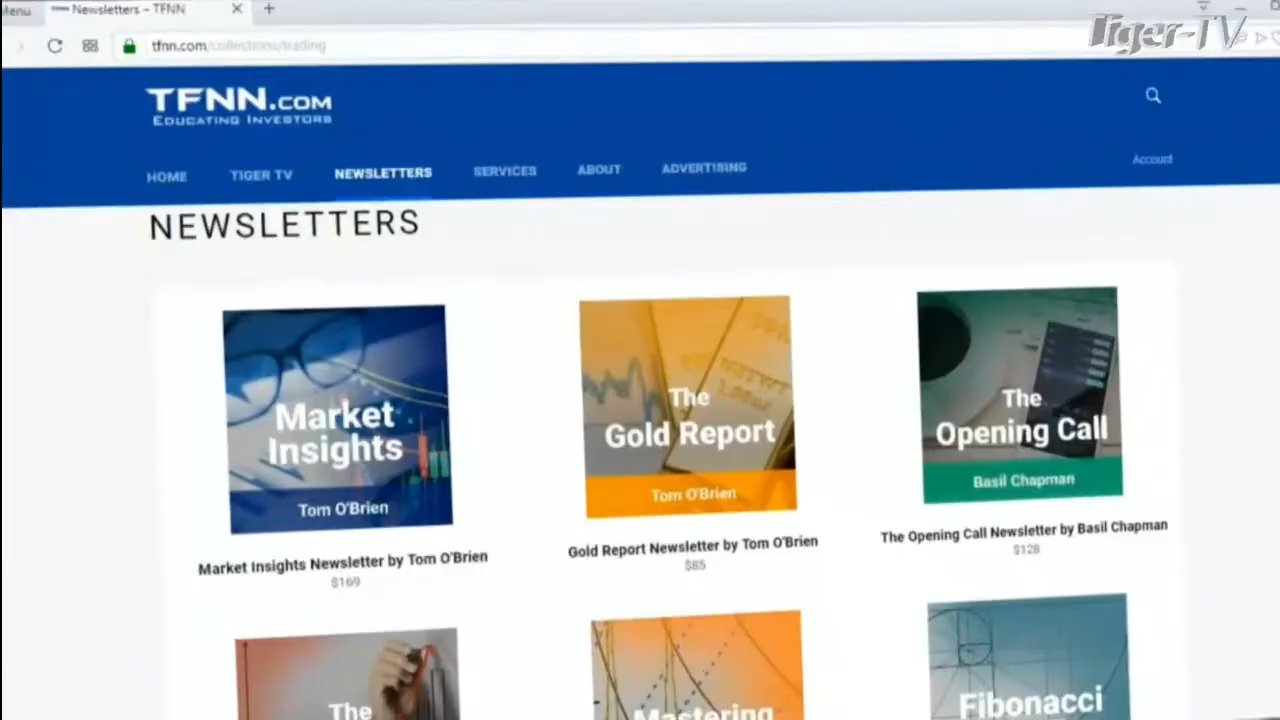 Menu
Newsletters – TFNN
Tiger-TV
tfnn.com/collections/trading
TFNN.COM
EDUCATING INVESTORS
Account
HOME
TIGER TV
NEWSLETTERS
SERVICES
ABOUT
ADVERTISING
NEWSLETTERS
Market
Insights
Tom O'Brien
Market Insights Newsletter by Tom O'Brien
$169
The
Gold Report
Tom O'Brien
Gold Report Newsletter by Tom O'Brien
$85
The
Opening Call
Basil Chapman
The Opening Call Newsletter by Basil Chapman
$128
The
Mastering
Fibonacci